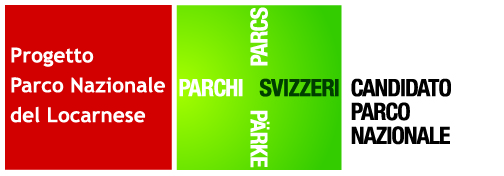 Progetto
Parco Nazionale
del Locarnese
PARCS
PARCHI SVIZZERI
PÄRKE
CANDIDATO
PARCO
NAZIONALE